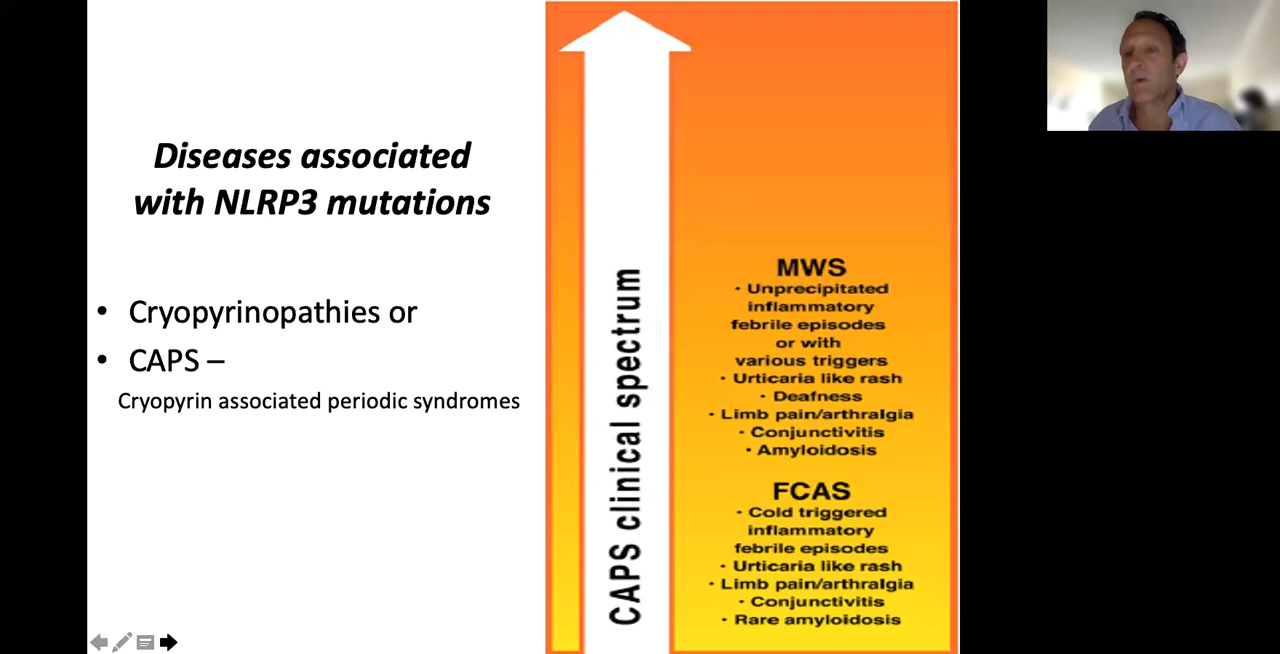 Diseases associated
with NLRP3 mutations
• Cryopyrinopathies or
• CAPS –
Cryopyrin associated periodic syndromes
CAPS clinical spectrum
MWS
• Unprecipitated
inflammatory
febrile episodes
or with
various triggers
• Urticaria like rash
• Deafness
• Limb pain/arthralgia
• Conjunctivitis
• Amyloidosis
FCAS
• Cold triggered
inflammatory
febrile episodes
• Urticaria like rash
• Limb pain/arthralgia
• Conjunctivitis
• Rare amyloidosis